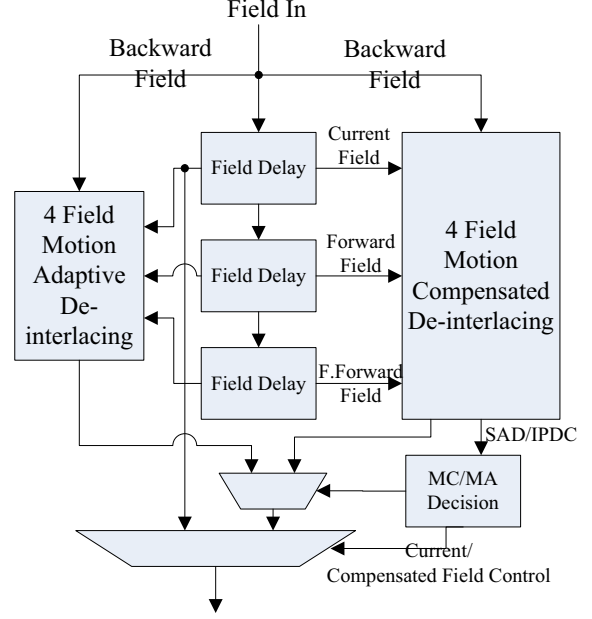 Field In
Backward
Field
Backward
Field
Field Delay
Current
Field
4 Field
Motion
Adaptive
De-
interlacing
Field Delay
Forward
Field
4 Field
Motion
Compensated
De-interlacing
Field Delay
F.Forward
Field
SAD/IPDC
MC/MA
Decision
Current/
Compensated Field Control